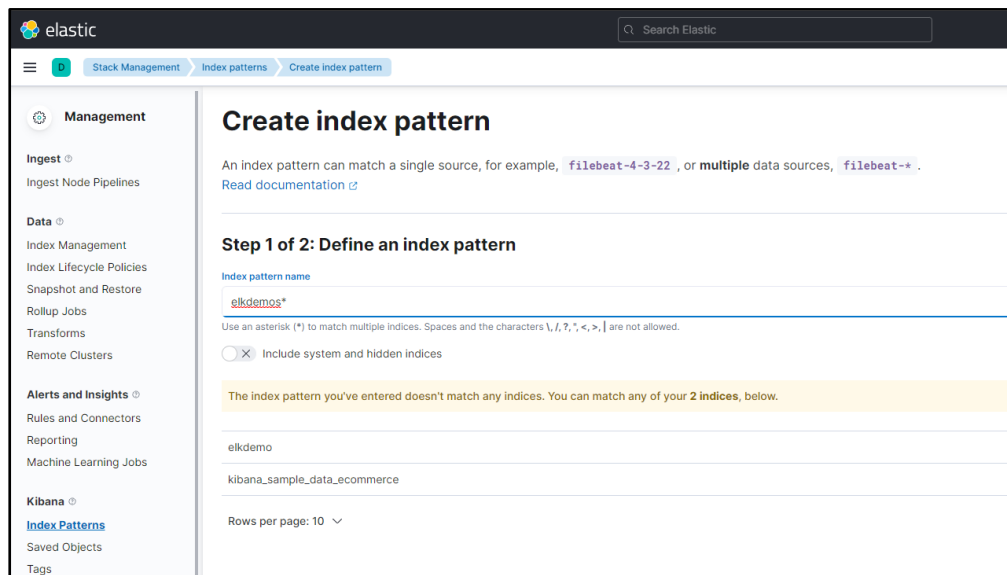 elastic
Search Elastic
D
Stack Management
Index patterns
Create index pattern
Management
Ingest
Ingest Node Pipelines
Data
Index Management
Index Lifecycle Policies
Snapshot and Restore
Rollup Jobs
Transforms
Remote Clusters
Alerts and Insights
Rules and Connectors
Reporting
Machine Learning Jobs
Kibana
Index Patterns
Saved Objects
Tags
Create index pattern
An index pattern can match a single source, for example, filebeat-4-3-22 , or multiple data sources, filebeat-* .
Read documentation
Step 1 of 2: Define an index pattern
Index pattern name
elkdemos*
Use an asterisk (*) to match multiple indices. Spaces and the characters \, /, ?, ", <, >, | are not allowed.
Include system and hidden indices
The index pattern you've entered doesn't match any indices. You can match any of your 2 indices, below.
elkdemo
kibana_sample_data_ecommerce
Rows per page: 10